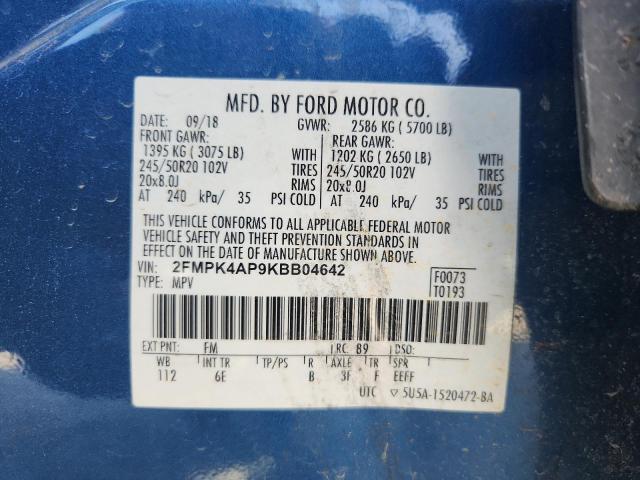 MFD. BY FORD MOTOR CO.
DATE: 09/18 GVWR: 2586 KG ( 5700 LB)
FRONT GAWR: REAR GAWR:
1395 KG ( 3075 LB) WITH 1202 KG ( 2650 LB) WITH
245/50R20 102V TIRES 245/50R20 102V TIRES
20x8.0J RIMS 20x8.0J RIMS
AT 240 kPa/ 35 PSI COLD AT 240 kPa/ 35 PSI COLD
THIS VEHICLE CONFORMS TO ALL APPLICABLE FEDERAL MOTOR
VEHICLE SAFETY AND THEFT PREVENTION STANDARDS IN
EFFECT ON THE DATE OF MANUFACTURE SHOWN ABOVE.
VIN: 2FMPK4AP9KBB04642 F0073
TYPE: MPV T0193
EXT PNT: FM RC: 89 DSO:
WB INT TR TP/PS R AXLE TR SPR
112 6E B 3F F EEFF
UTC ▽ 5U5A-1520472-BA